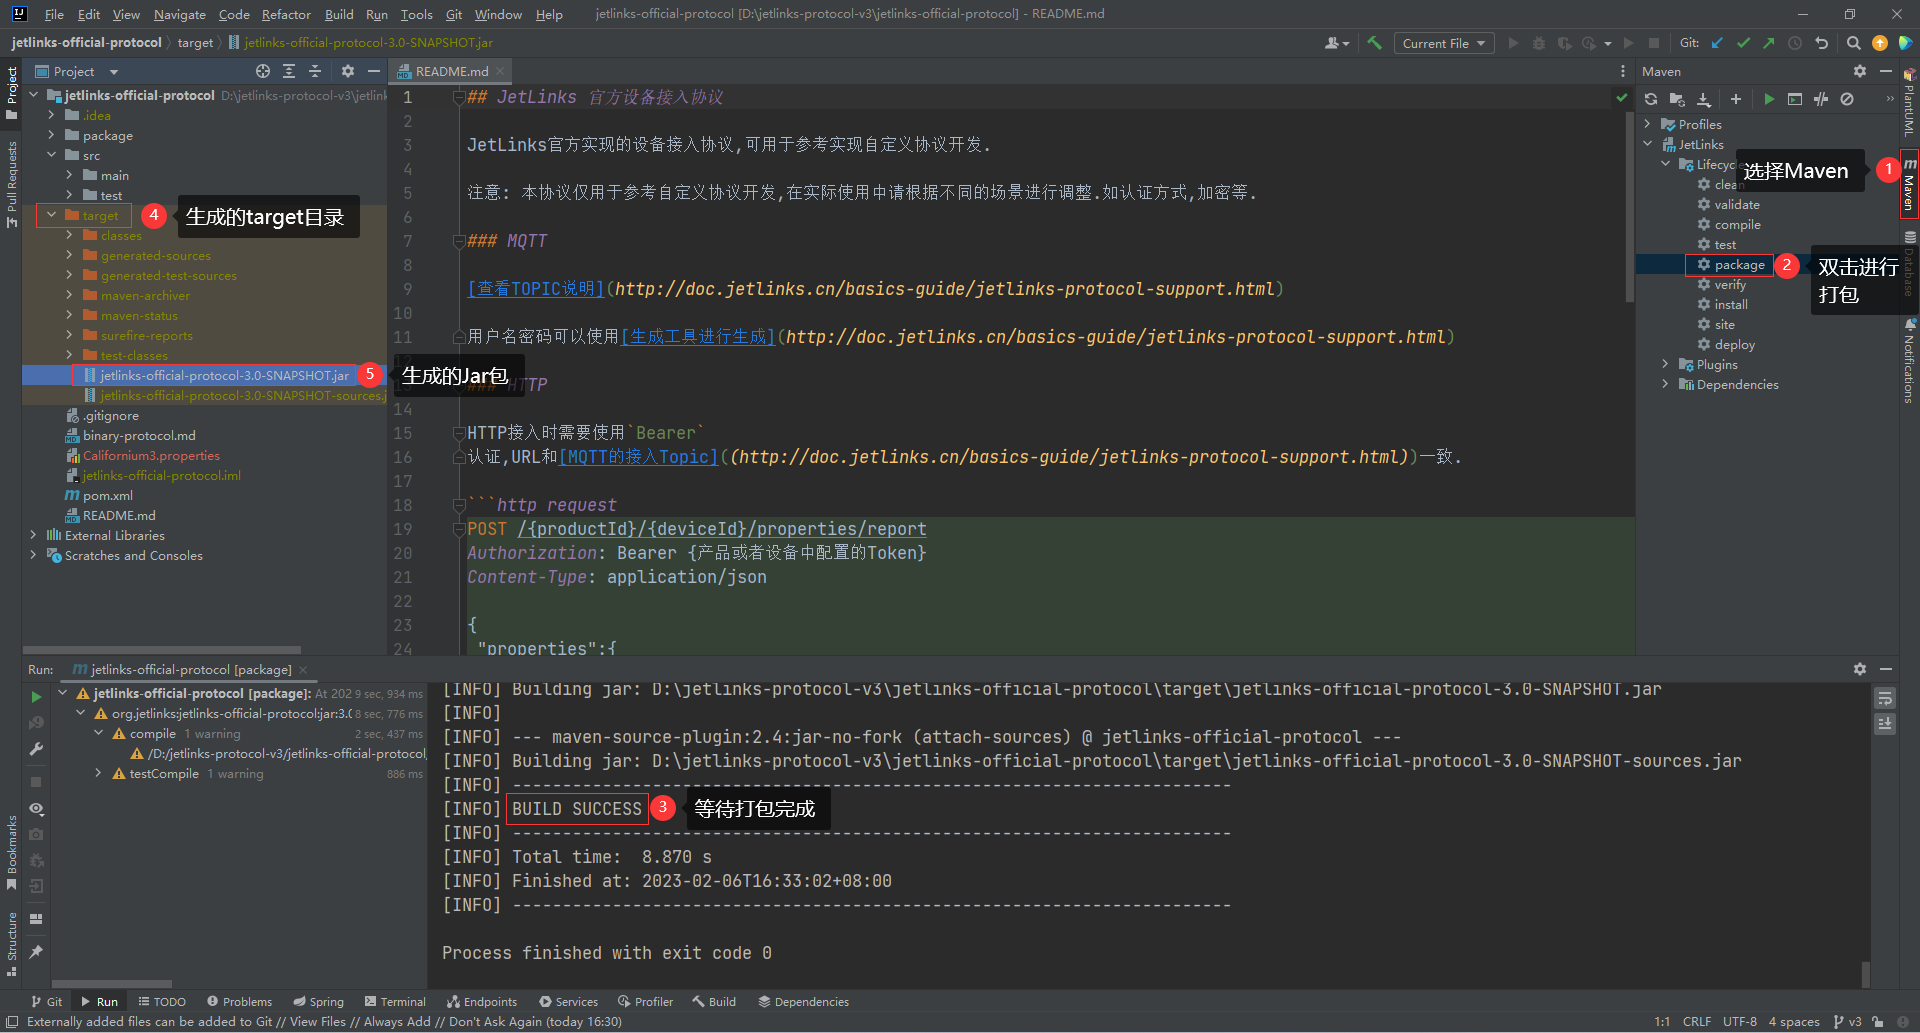 File Edit View Navigate Code Refactor Build Run Tools Git Window Help jetlinks-official-protocol [D:\jetlinks-protocol-v3\jetlinks-official-protocol] - README.md
jetlinks-official-protocol target jetlinks-official-protocol-3.0-SNAPSHOT.jar Current File Git:
Project
README.md
Maven
Project
Pull Requests
jetlinks-official-protocol D:\jetlinks-protocol-v3\jetlin
.idea
package
src
main
test
target
4 生成的target目录
classes
generated-sources
generated-test-sources
maven-archiver
maven-status
surefire-reports
test-classes
jetlinks-official-protocol-3.0-SNAPSHOT.jar
5 生成的Jar包
jetlinks-official-protocol-3.0-SNAPSHOT-sources.j
.gitignore
binary-protocol.md
Californium3.properties
jetlinks-official-protocol.iml
pom.xml
README.md
External Libraries
Scratches and Consoles
1 ## JetLinks 官方设备接入协议
2
3 JetLinks官方实现的设备接入协议,可用于参考实现自定义协议开发.
4
5 注意: 本协议仅用于参考自定义协议开发,在实际使用中请根据不同的场景进行调整.如认证方式,加密等.
6
7 ### MQTT
8
9 [查看TOPIC说明](http://doc.jetlinks.cn/basics-guide/jetlinks-protocol-support.html)
10
11 用户名密码可以使用[生成工具进行生成](http://doc.jetlinks.cn/basics-guide/jetlinks-protocol-support.html)
HTTP
14
15 HTTP接入时需要使用`Bearer`
16 认证,URL和[MQTT的接入Topic]((http://doc.jetlinks.cn/basics-guide/jetlinks-protocol-support.html))一致.
17
18 ```http request
19 POST /{productId}/{deviceId}/properties/report
20 Authorization: Bearer {产品或者设备中配置的Token}
21 Content-Type: application/json
22
23 {
24 "properties":{
Profiles
JetLinks
Lifecyc
选择Maven 1
clean
validate
compile
test
package
2 双击进行
打包
verify
install
site
deploy
Plugins
Dependencies
PlantUML
Maven
Database
Notifications
Run: jetlinks-official-protocol [package]
jetlinks-official-protocol [package]: At 202 9 sec, 934 ms
org.jetlinks:jetlinks-official-protocol:jar:3.0 8 sec, 776 ms
compile 1 warning 2 sec, 437 ms
/D:/jetlinks-protocol-v3/jetlinks-official-protocol
testCompile 1 warning 886 ms
[INFO] Building jar: D:\jetlinks-protocol-v3\jetlinks-official-protocol\target\jetlinks-official-protocol-3.0-SNAPSHOT.jar
[INFO]
[INFO] --- maven-source-plugin:2.4:jar-no-fork (attach-sources) @ jetlinks-official-protocol ---
[INFO] Building jar: D:\jetlinks-protocol-v3\jetlinks-official-protocol\target\jetlinks-official-protocol-3.0-SNAPSHOT-sources.jar
[INFO] ------------------------------------------------------------------------
[INFO] BUILD SUCCESS 3 等待打包完成
[INFO] ------------------------------------------------------------------------
[INFO] Total time:  8.870 s
[INFO] Finished at: 2023-02-06T16:33:02+08:00
[INFO] ------------------------------------------------------------------------
Process finished with exit code 0
Bookmarks
Structure
Git Run TODO Problems Spring Terminal Endpoints Services Profiler Build Dependencies
Externally added files can be added to Git // View Files // Always Add // Don't Ask Again (today 16:30) 1:1 CRLF UTF-8 4 spaces v3